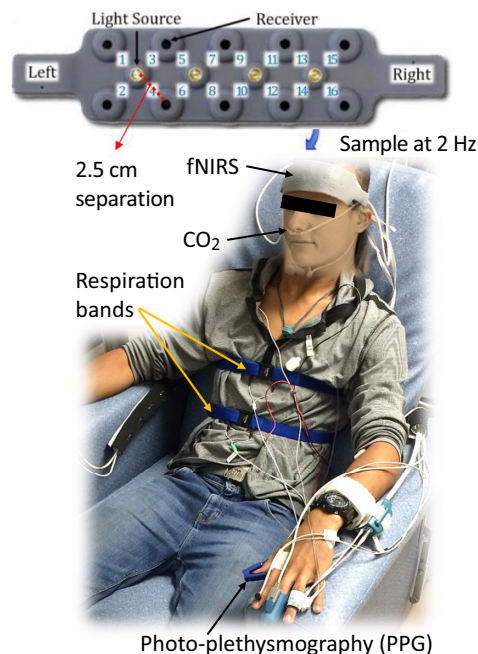 Light Source
Receiver
1 3 5 7 9 11 13 15
Left
Right
2 4 6 8 10 12 14 16
2.5 cm
separation
Sample at 2 Hz
fNIRS
CO₂
Respiration
bands
Photo-plethysmography (PPG)